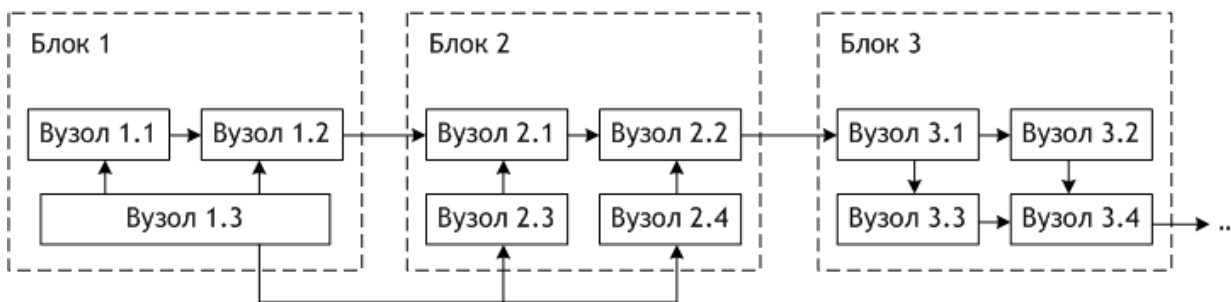 Блок 1
Блок 2
Блок 3
Вузол 1.1
Вузол 1.2
Вузол 2.1
Вузол 2.2
Вузол 3.1
Вузол 3.2
Вузол 1.3
Вузол 2.3
Вузол 2.4
Вузол 3.3
Вузол 3.4
..